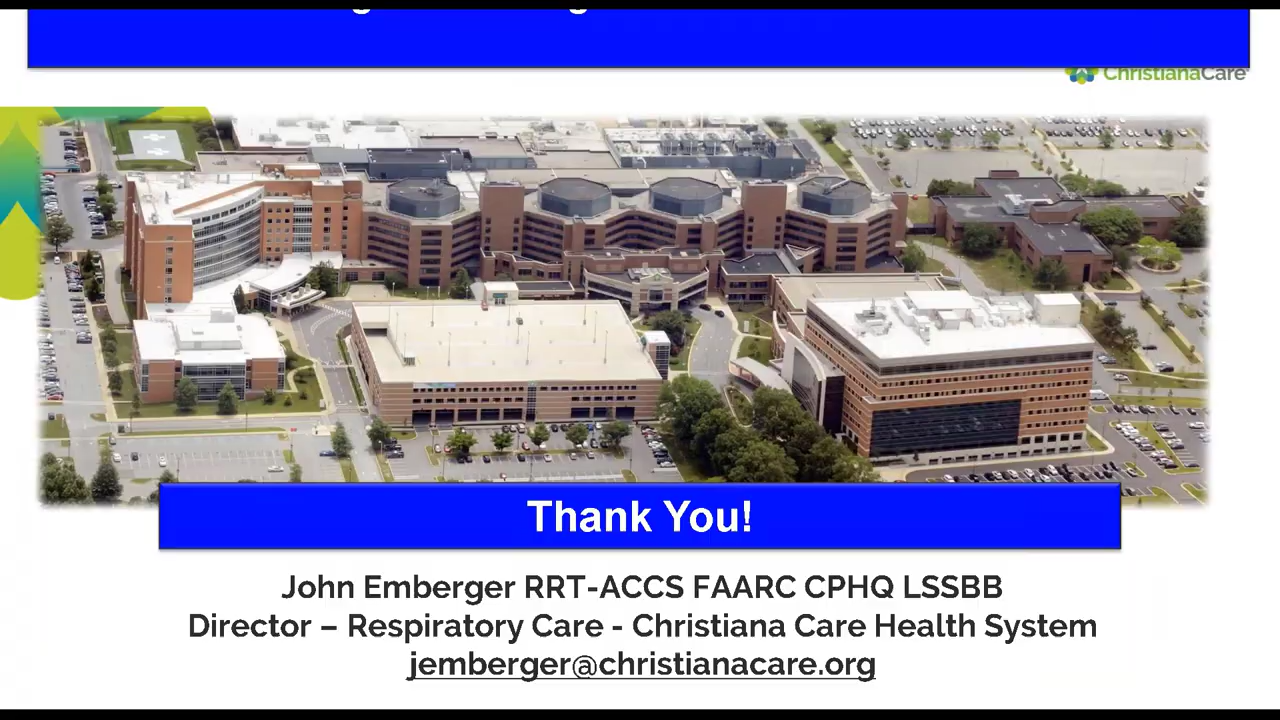 ChristianaCare
Thank You!
John Emberger RRT-ACCS FAARC CPHQ LSSBB
Director – Respiratory Care - Christiana Care Health System
jemberger@christianacare.org